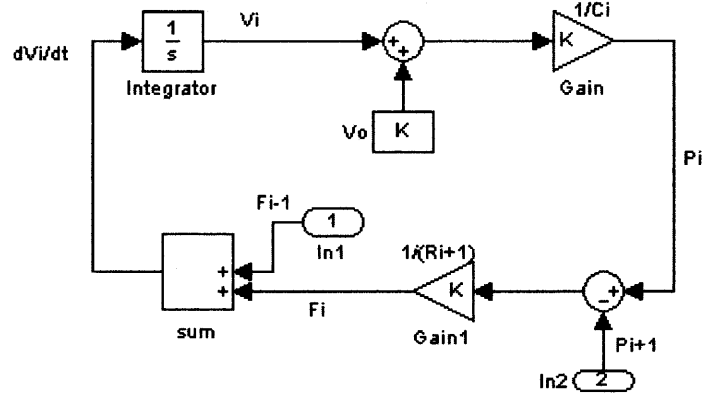 1/Ci
Vi
dVi/dt
1
s
+
+
K
Integrator
Gain
Vo
K
Pi
Fi-1
1
In1
1/(Ri+1)
+
+
K
-
+
Fi
sum
Gain1
Pi+1
In2
2